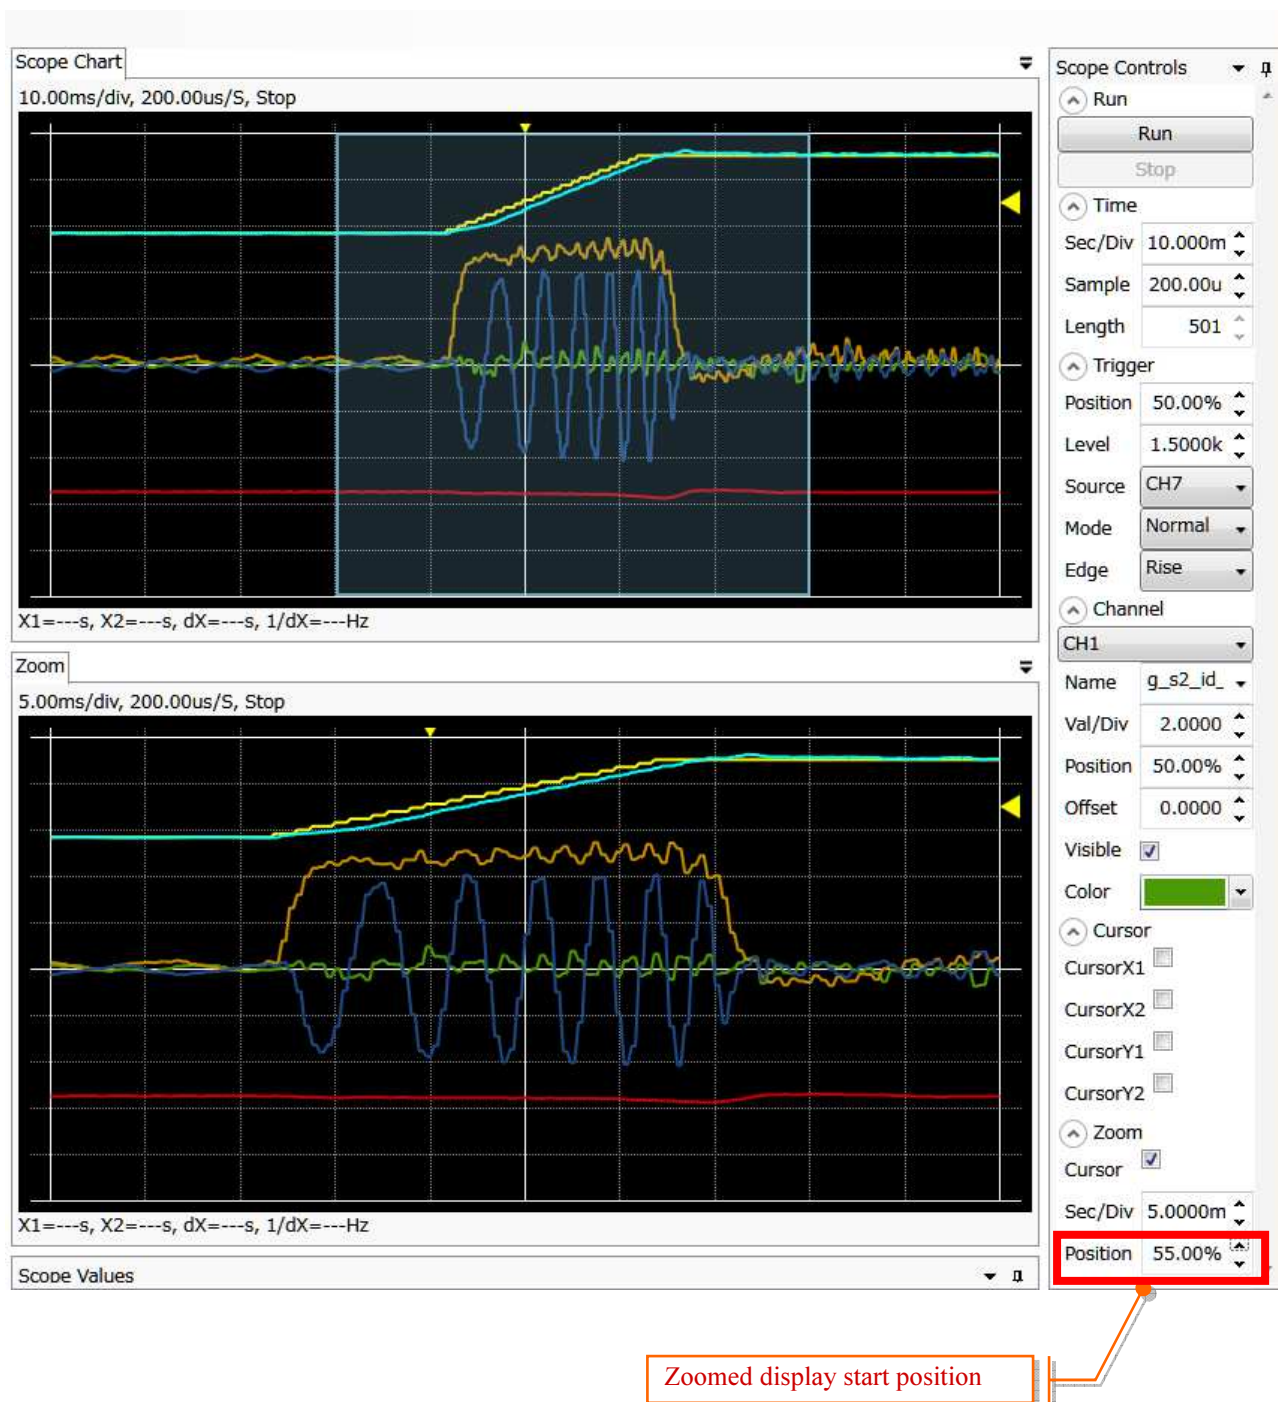 Scope Chart
10.00ms/div, 200.00us/S, Stop
X1=---s, X2=---s, dX=---s, 1/dX=---Hz
Zoom
5.00ms/div, 200.00us/S, Stop
X1=---s, X2=---s, dX=---s, 1/dX=---Hz
Scope Values
Scope Controls
Run
Run
Stop
Time
Sec/Div 10.000m
Sample 200.00u
Length 501
Trigger
Position 50.00%
Level 1.5000k
Source CH7
Mode Normal
Edge Rise
Channel
CH1
Name g_s2_id_
Val/Div 2.0000
Position 50.00%
Offset 0.0000
Visible
Color
Cursor
CursorX1
CursorX2
CursorY1
CursorY2
Zoom
Cursor
Sec/Div 5.0000m
Position 55.00%
Zoomed display start position